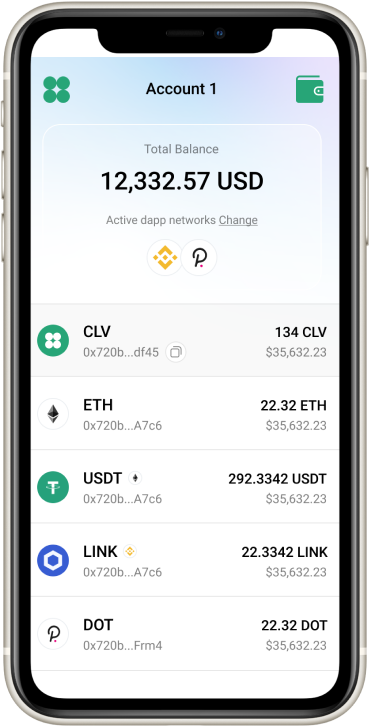 Account 1
Total Balance
12,332.57 USD
Active dapp networks Change
CLV 134 CLV
0x720b...df45 $35,632.23
ETH 22.32 ETH
0x720b...A7c6 $35,632.23
USDT 292.3342 USDT
0x720b...A7c6 $35,632.23
LINK 22.3342 LINK
0x720b...A7c6 $35,632.23
DOT 22.32 DOT
0x720b...Frm4 $35,632.23